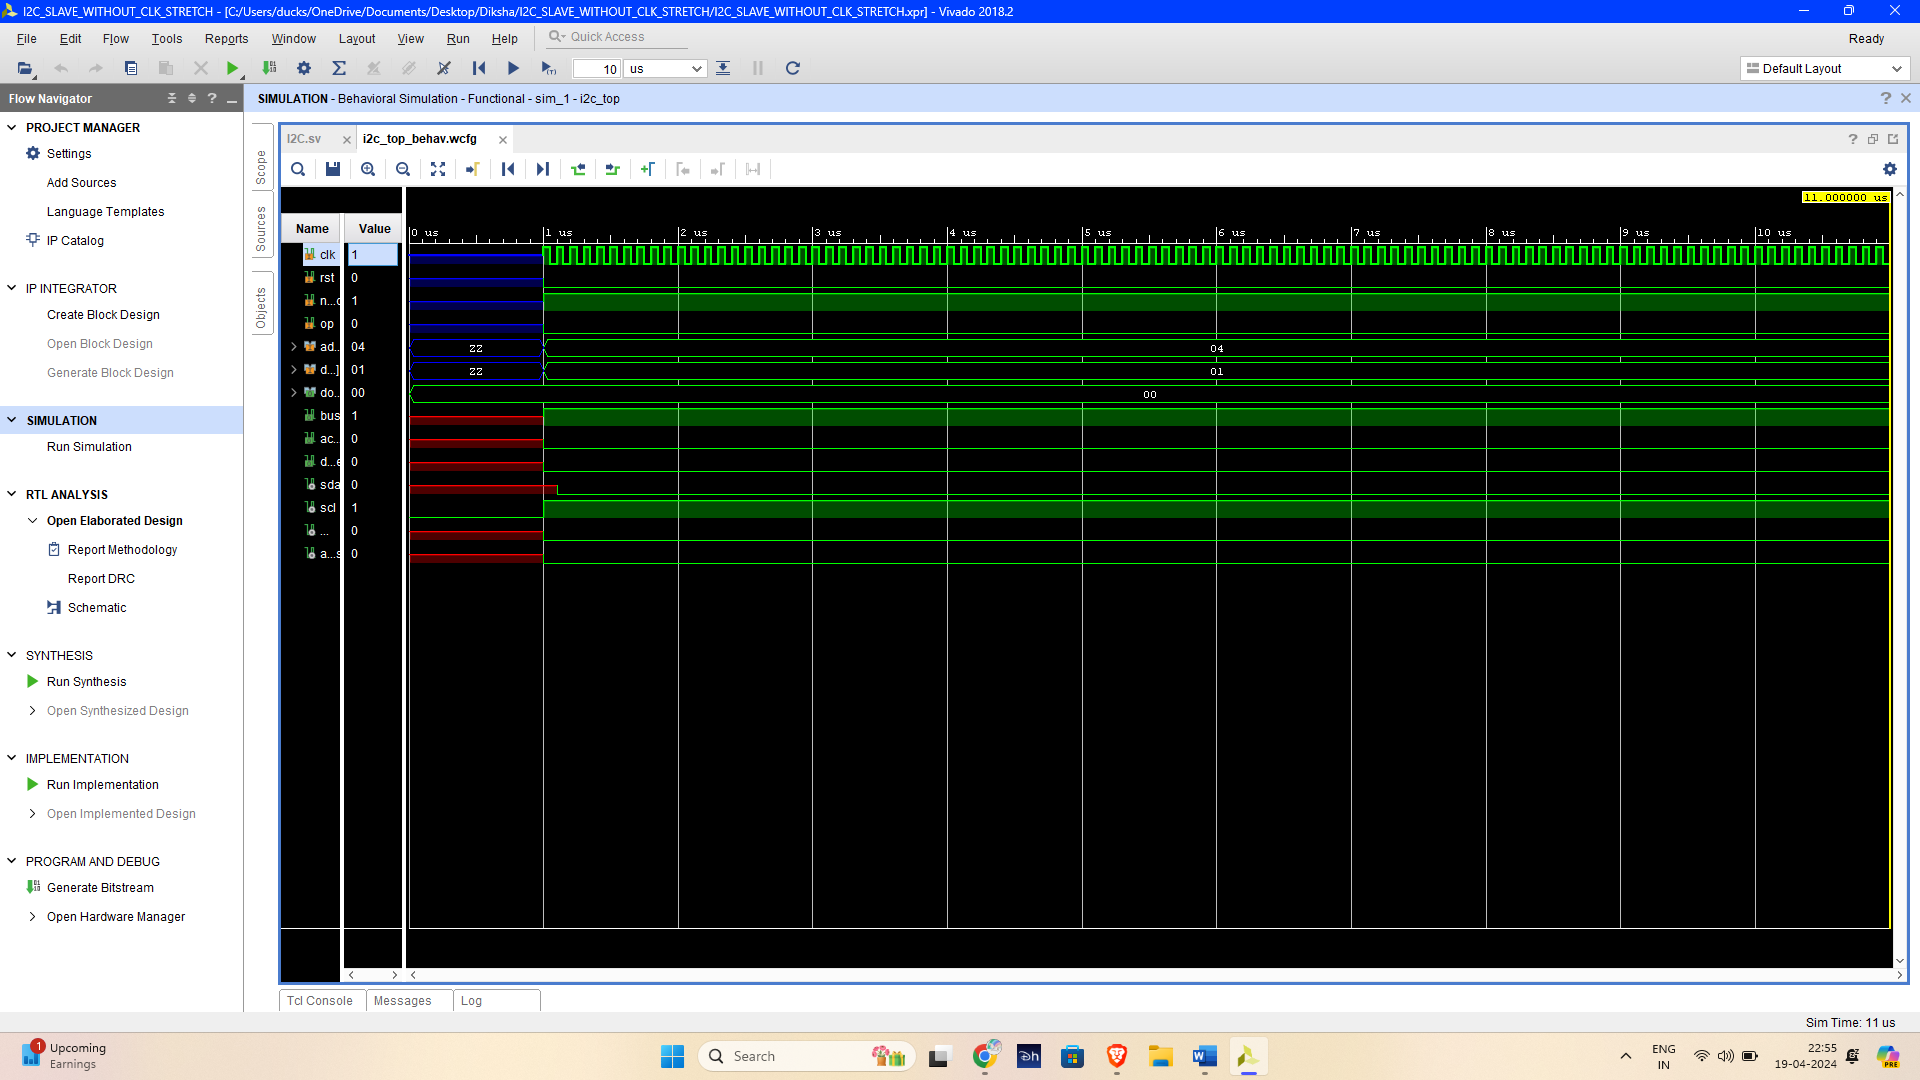 I2C_SLAVE_WITHOUT_CLK_STRETCH - [C:/Users/ducks/OneDrive/Documents/Desktop/Diksha/I2C_SLAVE_WITHOUT_CLK_STRETCH/I2C_SLAVE_WITHOUT_CLK_STRETCH.xpr] - Vivado 2018.2
File Edit Flow Tools Reports Window Layout View Run Help Quick Access Ready
10 us Default Layout
Flow Navigator
SIMULATION - Behavioral Simulation - Functional - sim_1 - i2c_top
PROJECT MANAGER
Settings
Add Sources
Language Templates
IP Catalog
IP INTEGRATOR
Create Block Design
Open Block Design
Generate Block Design
SIMULATION
Run Simulation
RTL ANALYSIS
Open Elaborated Design
Report Methodology
Report DRC
Schematic
SYNTHESIS
Run Synthesis
Open Synthesized Design
IMPLEMENTATION
Run Implementation
Open Implemented Design
PROGRAM AND DEBUG
Generate Bitstream
Open Hardware Manager
Scope
Sources
Objects
I2C.sv i2c_top_behav.wcfg
11.000000 us
Name Value 0 us 1 us 2 us 3 us 4 us 5 us 6 us 7 us 8 us 9 us 10 us
clk 1
rst 0
n...c 1
op 0
ad.. 04 ZZ 04
d...] 01 ZZ 01
do.. 00 00
bus 1
ac.. 0
d...e 0
sda 0
scl 1
... 0
a...s 0
Tcl Console Messages Log
Sim Time: 11 us
1
Upcoming
Earnings
Search
ENG
IN
22:55
19-04-2024
PRE